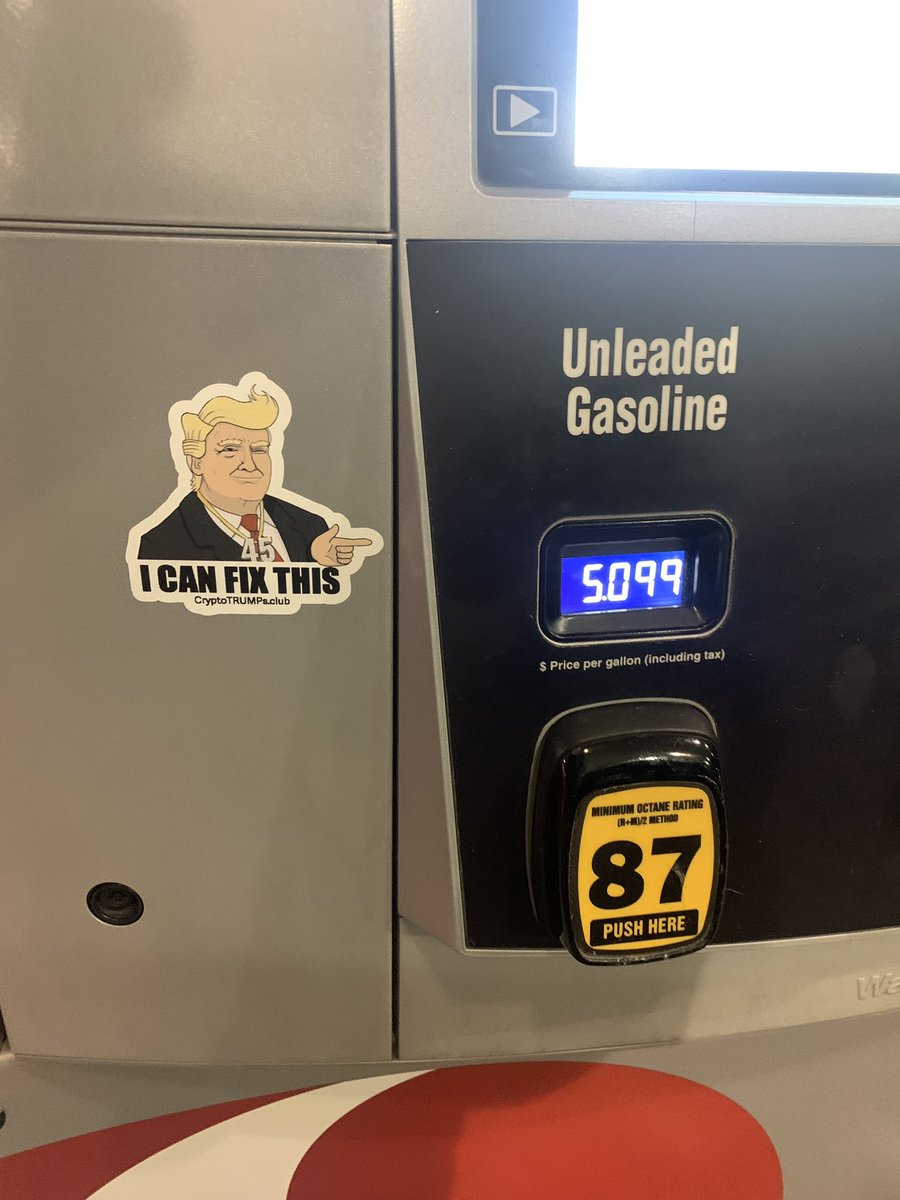 Unleaded
Gasoline
5.099
$ Price per gallon (including tax)
45
I CAN FIX THIS
CryptoTRUMPs.club
MINIMUM OCTANE RATING
(R+M)/2 METHOD
87
PUSH HERE